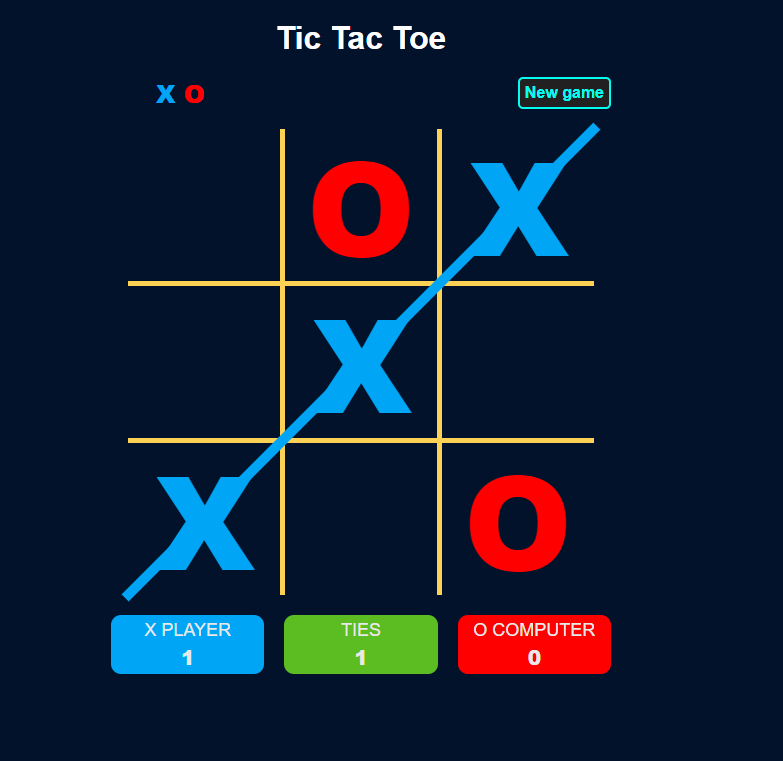 Tic Tac Toe
X O
New game
O X
X
X O
X PLAYER TIES O COMPUTER
1 1 0